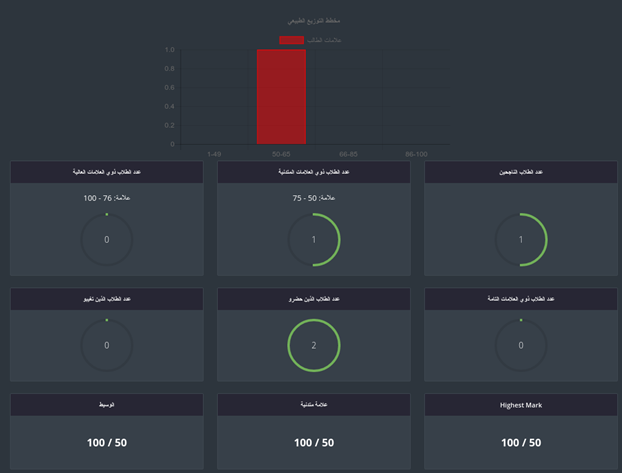 مخطط التوزيع الطبيعي
علامات الطالب
1.0
0.8
0.6
0.4
0.2
0
1-49
50-65
66-85
86-100
عدد الطلاب الناجحين
عدد الطلاب ذوي العلامات المتدنية
عدد الطلاب ذوي العلامات العالية
علامة: 50 - 75
علامة: 76 - 100
1
1
0
عدد الطلاب ذوي العلامات التامة
عدد الطلاب الذين حضرو
عدد الطلاب الذين تغيبو
0
2
0
Highest Mark
علامة متدنية
الوسيط
100 / 50
100 / 50
100 / 50